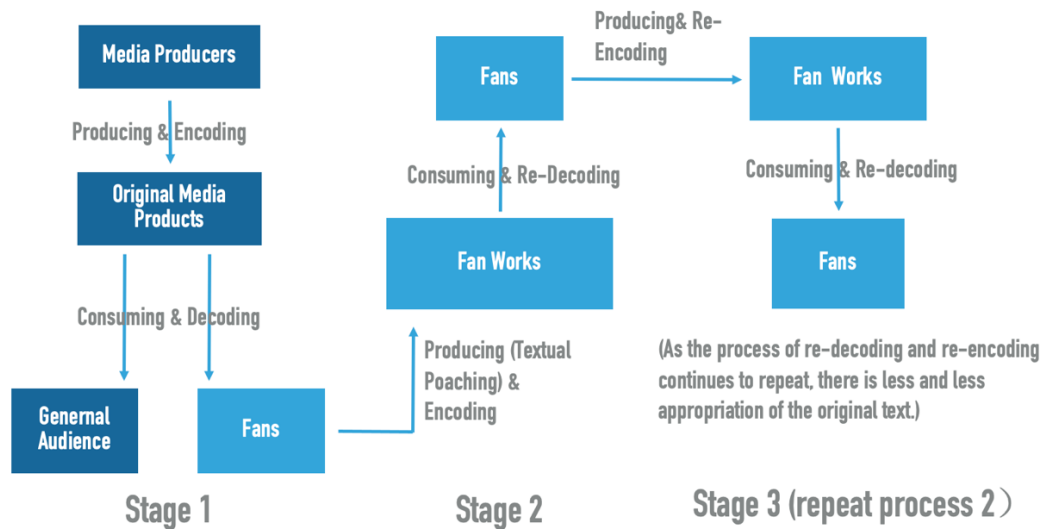 Media Producers
Producing & Encoding
Original Media
Products
Consuming & Decoding
Genernal
Audience
Fans
Stage 1
Fans
Consuming & Re-Decoding
Fan Works
Producing (Textual
Poaching) &
Encoding
Stage 2
Producing& Re-
Encoding
Fan Works
Consuming & Re-decoding
Fans
(As the process of re-decoding and re-encoding
continues to repeat, there is less and less
appropriation of the original text.)
Stage 3 (repeat process 2）